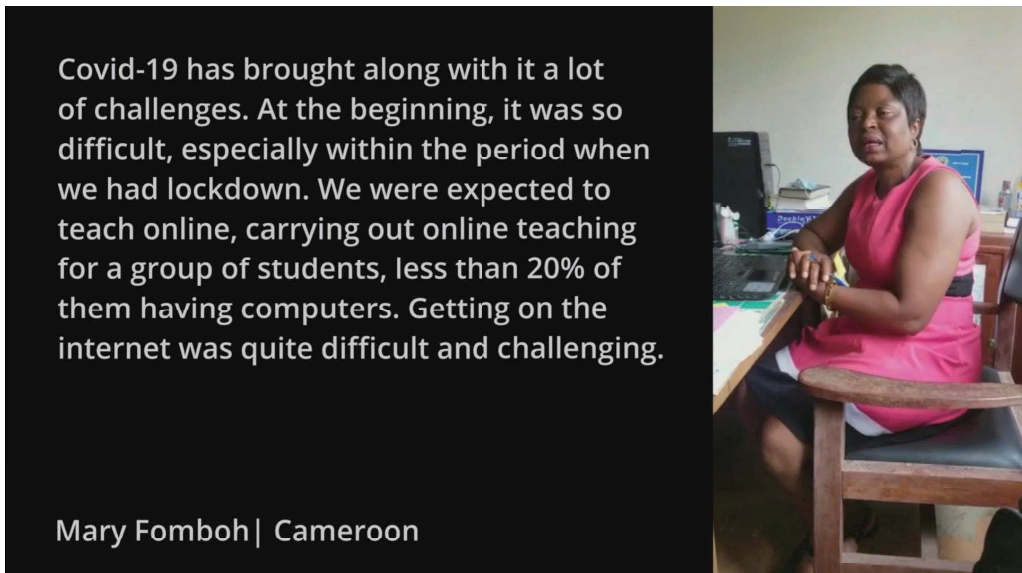 Covid-19 has brought along with it a lot
of challenges. At the beginning, it was so
difficult, especially within the period when
we had lockdown. We were expected to
teach online, carrying out online teaching
for a group of students, less than 20% of
them having computers. Getting on the
internet was quite difficult and challenging.
Mary Fomboh| Cameroon